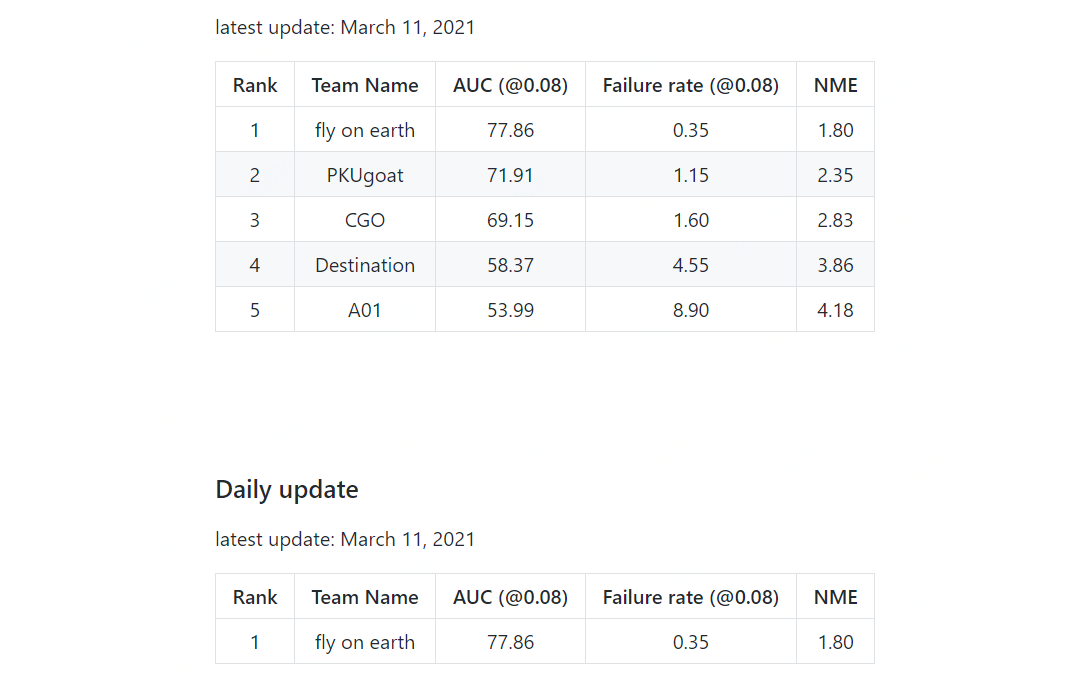 latest update: March 11, 2021
Rank Team Name AUC (@0.08) Failure rate (@0.08) NME
1 fly on earth 77.86 0.35 1.80
2 PKUgoat 71.91 1.15 2.35
3 CGO 69.15 1.60 2.83
4 Destination 58.37 4.55 3.86
5 A01 53.99 8.90 4.18
Daily update
latest update: March 11, 2021
Rank Team Name AUC (@0.08) Failure rate (@0.08) NME
1 fly on earth 77.86 0.35 1.80